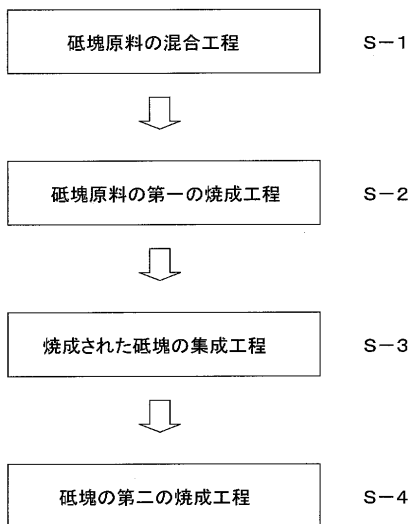 砥塊原料の混合工程 S－1
砥塊原料の第一の焼成工程 S－2
焼成された砥塊の集成工程 S－3
砥塊の第二の焼成工程 S－4